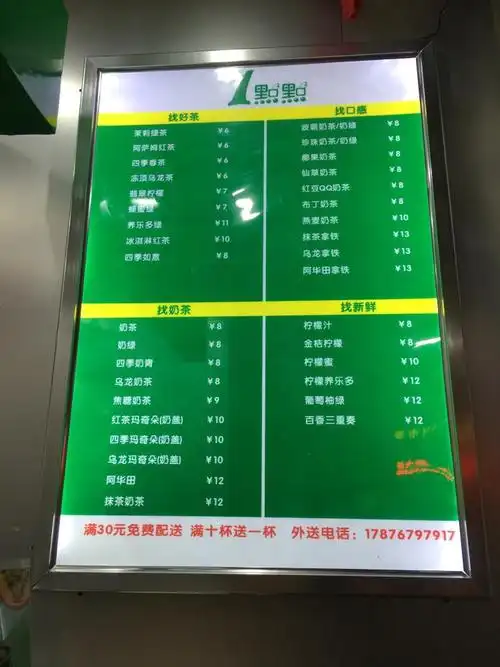 1點點
找好茶
茉莉绿茶 ¥6
阿萨姆红茶 ¥6
四季春茶 ¥6
冻顶乌龙茶 ¥6
翡翠柠檬 ¥7
蜂蜜绿 ¥7
养乐多绿 ¥11
冰淇淋红茶 ¥10
四季如意 ¥8
找口感
波霸奶茶/奶绿 ¥8
珍珠奶茶/奶绿 ¥8
椰果奶茶 ¥8
仙草奶茶 ¥8
红豆QQ奶茶 ¥8
布丁奶茶 ¥8
燕麦奶茶 ¥10
抹茶拿铁 ¥13
乌龙拿铁 ¥13
阿华田拿铁 ¥13
找奶茶
奶茶 ¥8
奶绿 ¥8
四季奶青 ¥8
乌龙奶茶 ¥8
焦糖奶茶 ¥9
红茶玛奇朵(奶盖) ¥10
四季玛奇朵(奶盖) ¥10
乌龙玛奇朵(奶盖) ¥10
阿华田 ¥12
抹茶奶茶 ¥12
找新鲜
柠檬汁 ¥8
金桔柠檬 ¥8
柠檬蜜 ¥10
柠檬养乐多 ¥12
葡萄柚绿 ¥12
百香三重奏 ¥12
满30元免费配送 满十杯送一杯 外送电话：17876797917